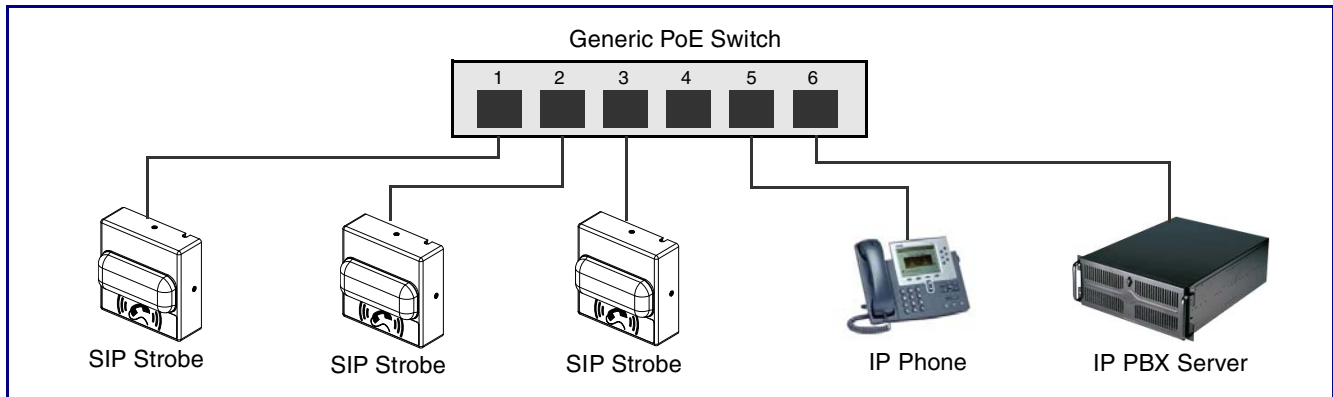 Generic PoE Switch
1 2 3 4 5 6
SIP Strobe
SIP Strobe
SIP Strobe
IP Phone
IP PBX Server